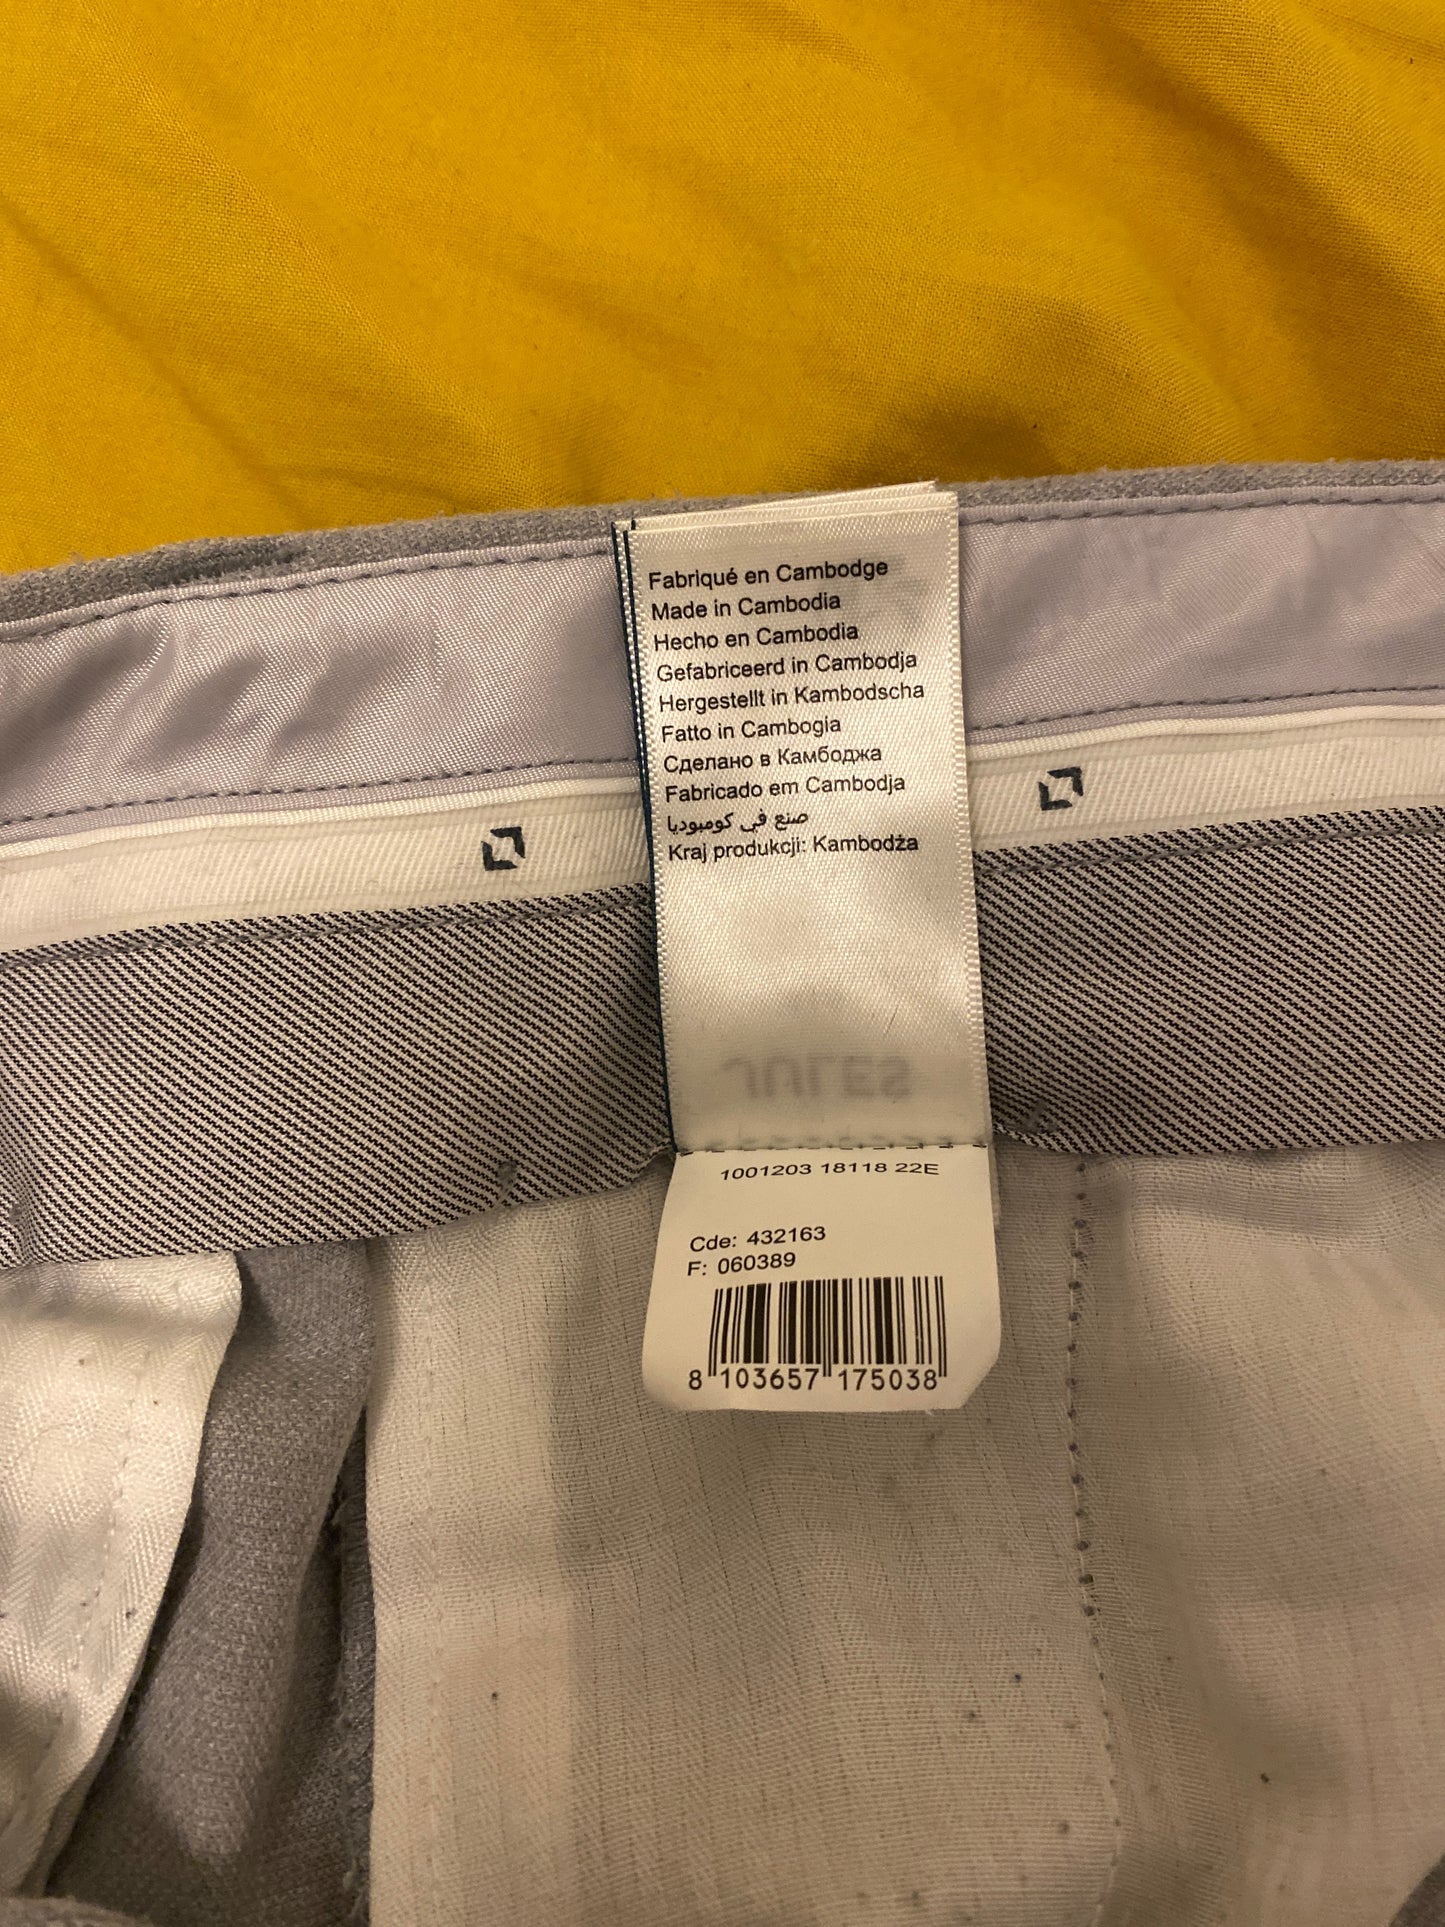 Fabriqué en Cambodge
Made in Cambodia
Hecho en Cambodia
Gefabriceerd in Cambodja
Hergestellt in Kambodscha
Fatto in Cambogia
Сделано в Камбоджа
Fabricado em Cambodja
صنع في كومبوديا
Kraj produkcji: Kambodża
JULES
1001203 18118 22E
Cde: 432163
F: 060389
8 103657 175038